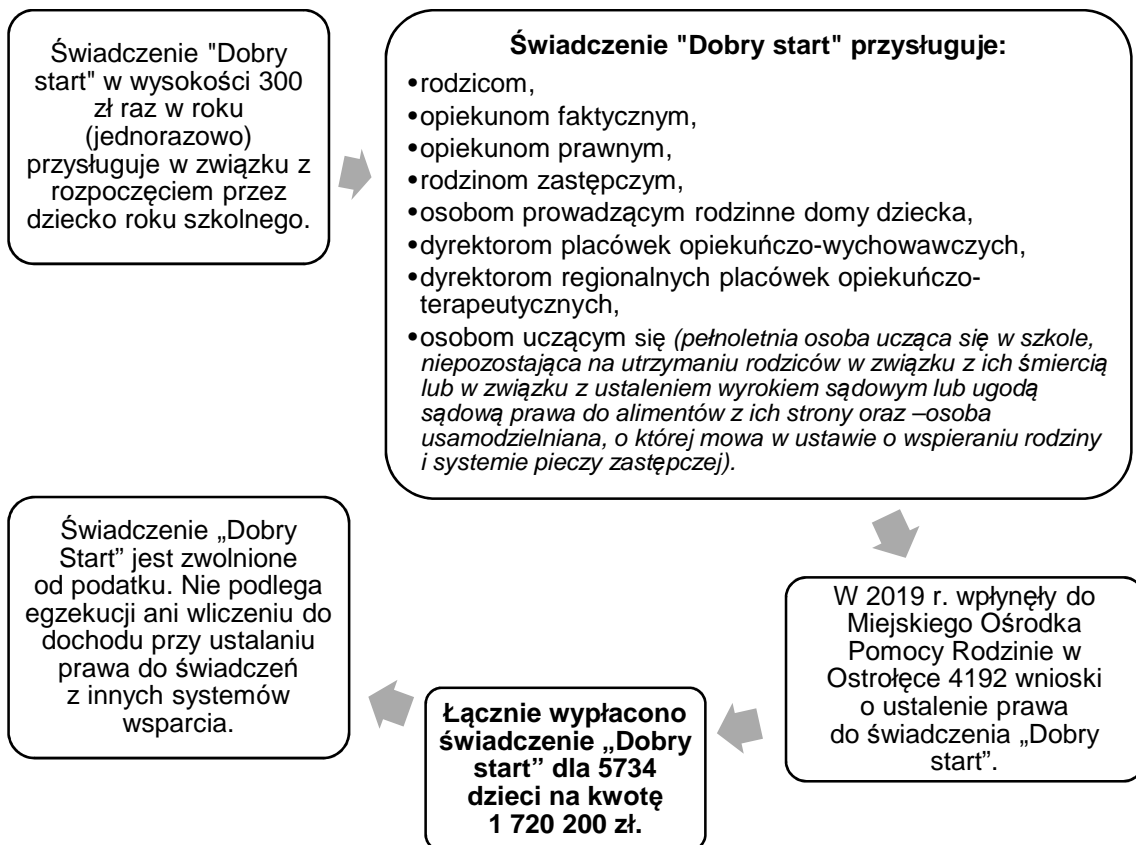 Świadczenie "Dobry
start" w wysokości 300
zł raz w roku
(jednorazowo)
przysługuje w związku z
rozpoczęciem przez
dziecko roku szkolnego.
Świadczenie "Dobry start" przysługuje:
•rodzicom,
•opiekunom faktycznym,
•opiekunom prawnym,
•rodzinom zastępczym,
•osobom prowadzącym rodzinne domy dziecka,
•dyrektorom placówek opiekuńczo-wychowawczych,
•dyrektorom regionalnych placówek opiekuńczo-
terapeutycznych,
•osobom uczącym się (pełnoletnia osoba ucząca się w szkole,
niepozostająca na utrzymaniu rodziców w związku z ich śmiercią
lub w związku z ustaleniem wyrokiem sądowym lub ugodą
sądową prawa do alimentów z ich strony oraz –osoba
usamodzielniana, o której mowa w ustawie o wspieraniu rodziny
i systemie pieczy zastępczej).
W 2019 r. wpłynęły do
Miejskiego Ośrodka
Pomocy Rodzinie w
Ostrołęce 4192 wnioski
o ustalenie prawa
do świadczenia „Dobry
start”.
Łącznie wypłacono
świadczenie „Dobry
start” dla 5734
dzieci na kwotę
1 720 200 zł.
Świadczenie „Dobry
Start” jest zwolnione
od podatku. Nie podlega
egzekucji ani wliczeniu do
dochodu przy ustalaniu
prawa do świadczeń
z innych systemów
wsparcia.